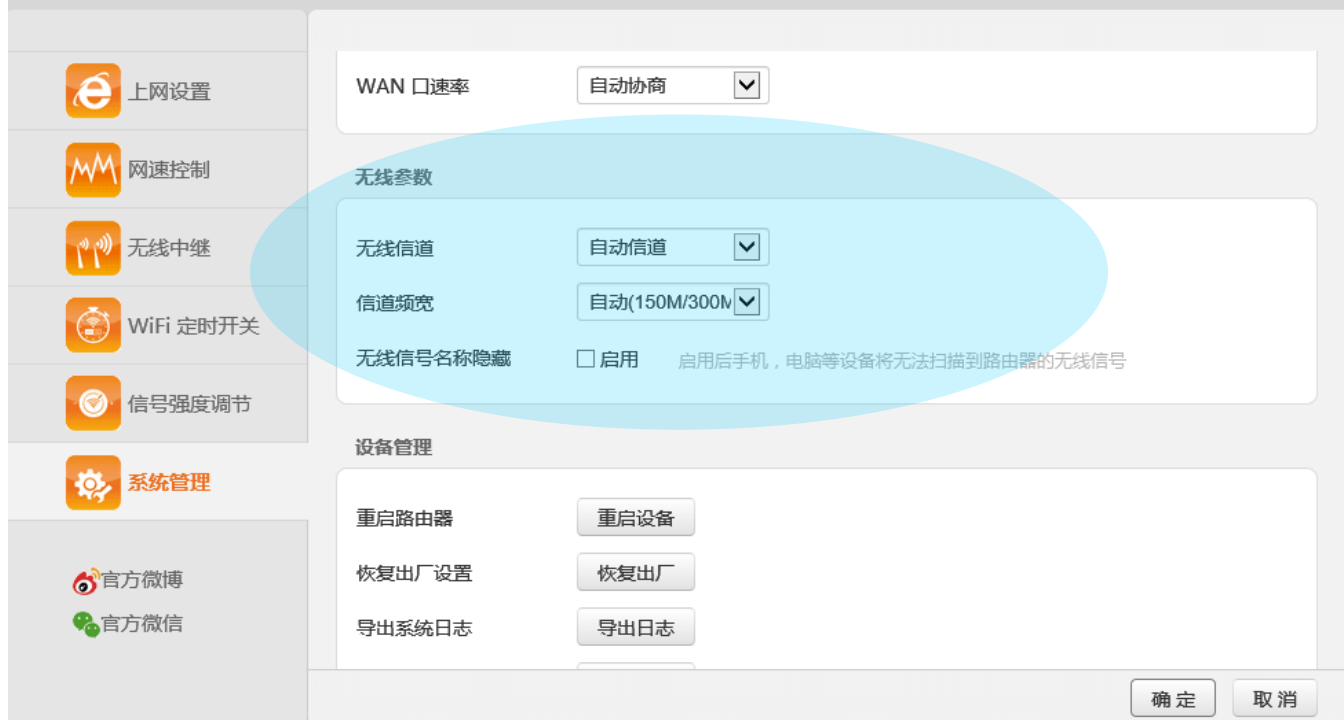 上网设置
网速控制
无线中继
WiFi 定时开关
信号强度调节
系统管理
官方微博
官方微信
WAN 口速率 自动协商
无线参数
无线信道 自动信道
信道频宽 自动(150M/300M
无线信号名称隐藏 启用 启用后手机，电脑等设备将无法扫描到路由器的无线信号
设备管理
重启路由器 重启设备
恢复出厂设置 恢复出厂
导出系统日志 导出日志
确定 取消